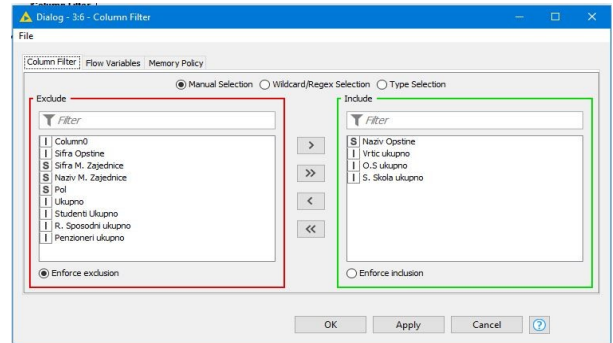 Column Filter
Dialog - 3:6 - Column Filter
File
Column Filter Flow Variables Memory Policy
Manual Selection Wildcard/Regex Selection Type Selection
Exclude
Filter
I Column0
I Sifra Opstine
S Sifra M. Zajednice
S Naziv M. Zajednice
S Pol
I Ukupno
I Studenti Ukupno
I R. Sposodni ukupno
I Penzioneri ukupno
Enforce exclusion
>
>>
<
<<
Include
Filter
S Naziv Opstine
I Vrtic ukupno
I O.S ukupno
I S. Skola ukupno
Enforce inclusion
OK Apply Cancel ?